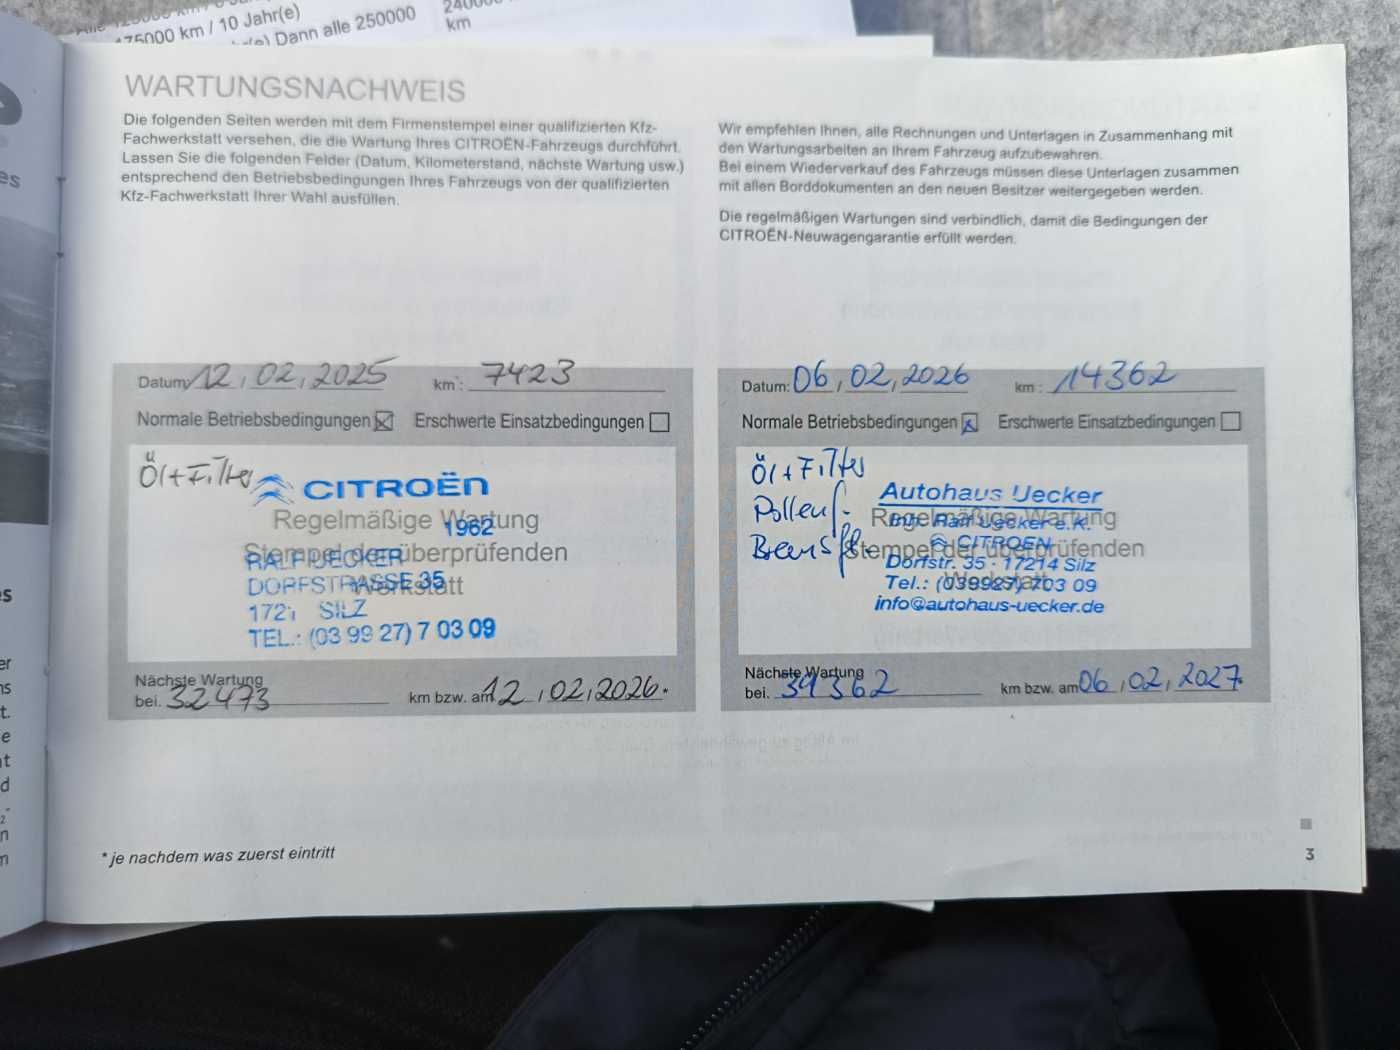 175000 km / 10 Jahr(e)
Dann alle 250000
km
WARTUNGSNACHWEIS
Die folgenden Seiten werden mit dem Firmenstempel einer qualifizierten Kfz-
Fachwerkstatt versehen, die die Wartung Ihres CITROËN-Fahrzeugs durchführt.
Lassen Sie die folgenden Felder (Datum, Kilometerstand, nächste Wartung usw.)
entsprechend den Betriebsbedingungen Ihres Fahrzeugs von der qualifizierten
Kfz-Fachwerkstatt Ihrer Wahl ausfüllen.
Wir empfehlen Ihnen, alle Rechnungen und Unterlagen in Zusammenhang mit
den Wartungsarbeiten an Ihrem Fahrzeug aufzubewahren.
Bei einem Wiederverkauf des Fahrzeugs müssen diese Unterlagen zusammen
mit allen Borddokumenten an den neuen Besitzer weitergegeben werden.
Die regelmäßigen Wartungen sind verbindlich, damit die Bedingungen der
CITROËN-Neuwagengarantie erfüllt werden.
Datum: 12, 02, 2025 km : 7423
Normale Betriebsbedingungen Erschwerte Einsatzbedingungen
Öl + Filter
CITROËN
Regelmäßige Wartung
1962
Stempel der überprüfenden
RALF UECKER
DORFSTRASSE 35
Werkstatt
SILZ
TEL.: (03 99 27) 7 03 09
Nächste Wartung
bei. 32473 km bzw. am 12, 02, 2026 *
Datum: 06, 02, 2026 km : 14362
Normale Betriebsbedingungen Erschwerte Einsatzbedingungen
Öl + Filter
Pollenf.
Autohaus Uecker
Regelmäßige Wartung
Inh. Ralf Uecker e.K.
CITROËN
Stempel der überprüfenden
Dorfstr. 35 · 17214 Silz
Werkstatt
Tel.: (039927) 703 09
info@autohaus-uecker.de
Nächste Wartung
bei. 34362 km bzw. am 06, 02, 2027 *
* je nachdem was zuerst eintritt
3